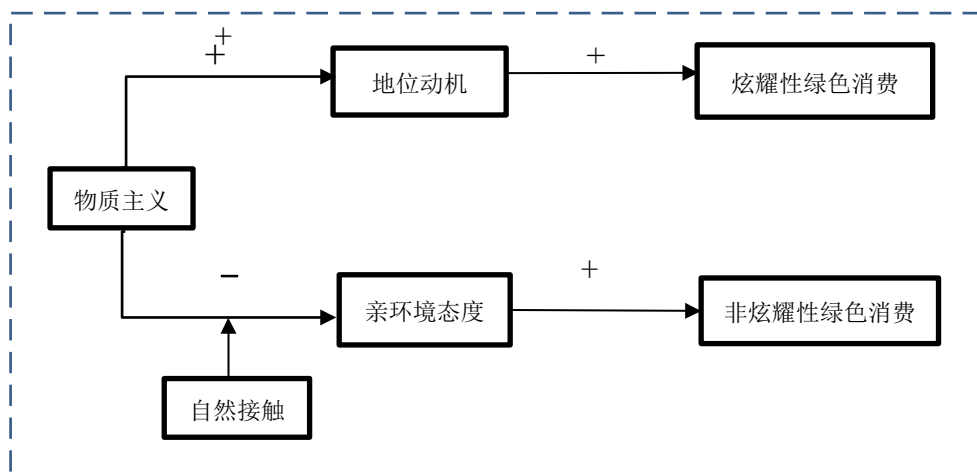 +
+
+
地位动机
炫耀性绿色消费
物质主义
−
+
亲环境态度
非炫耀性绿色消费
自然接触